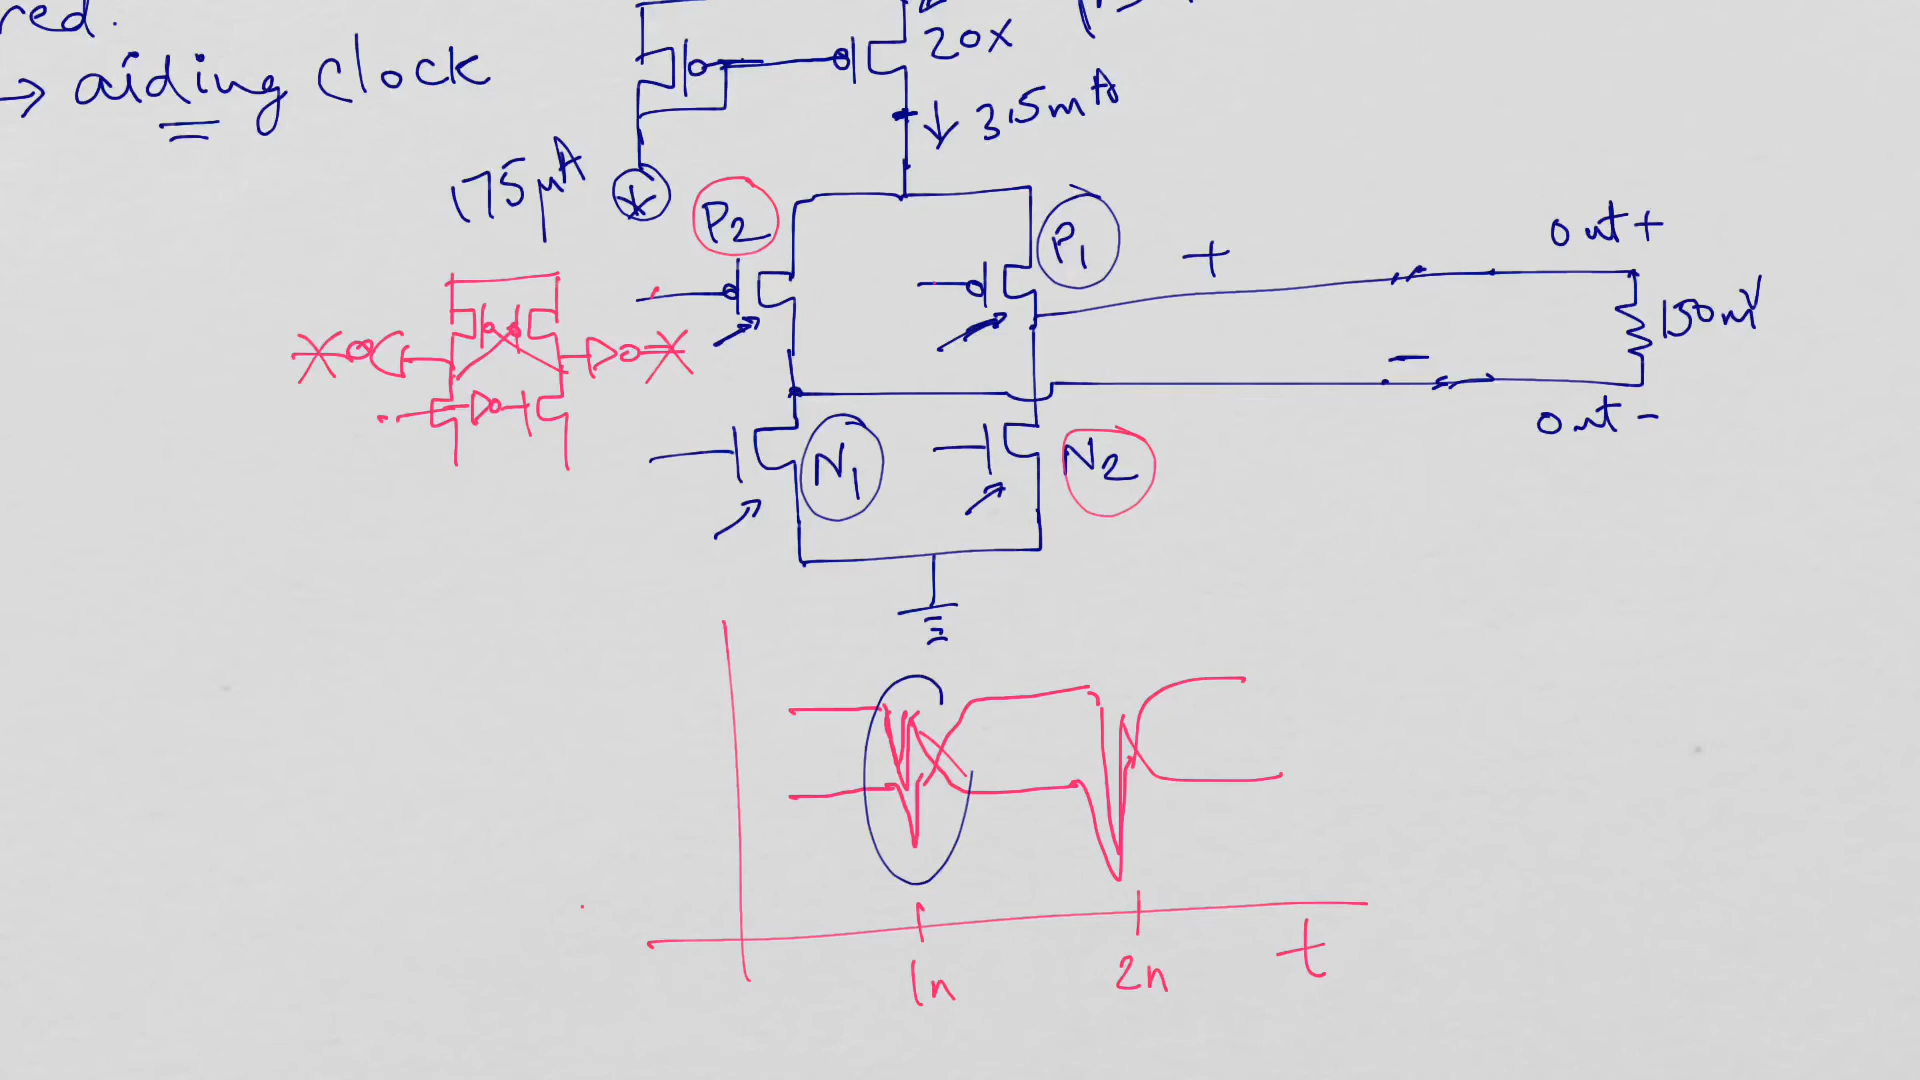 red.
→ aiding clock
20x
↓ 3.5mA
175μA
P2
P1
+
out+
150mV
-
out-
N1
N2
1n
2n
t